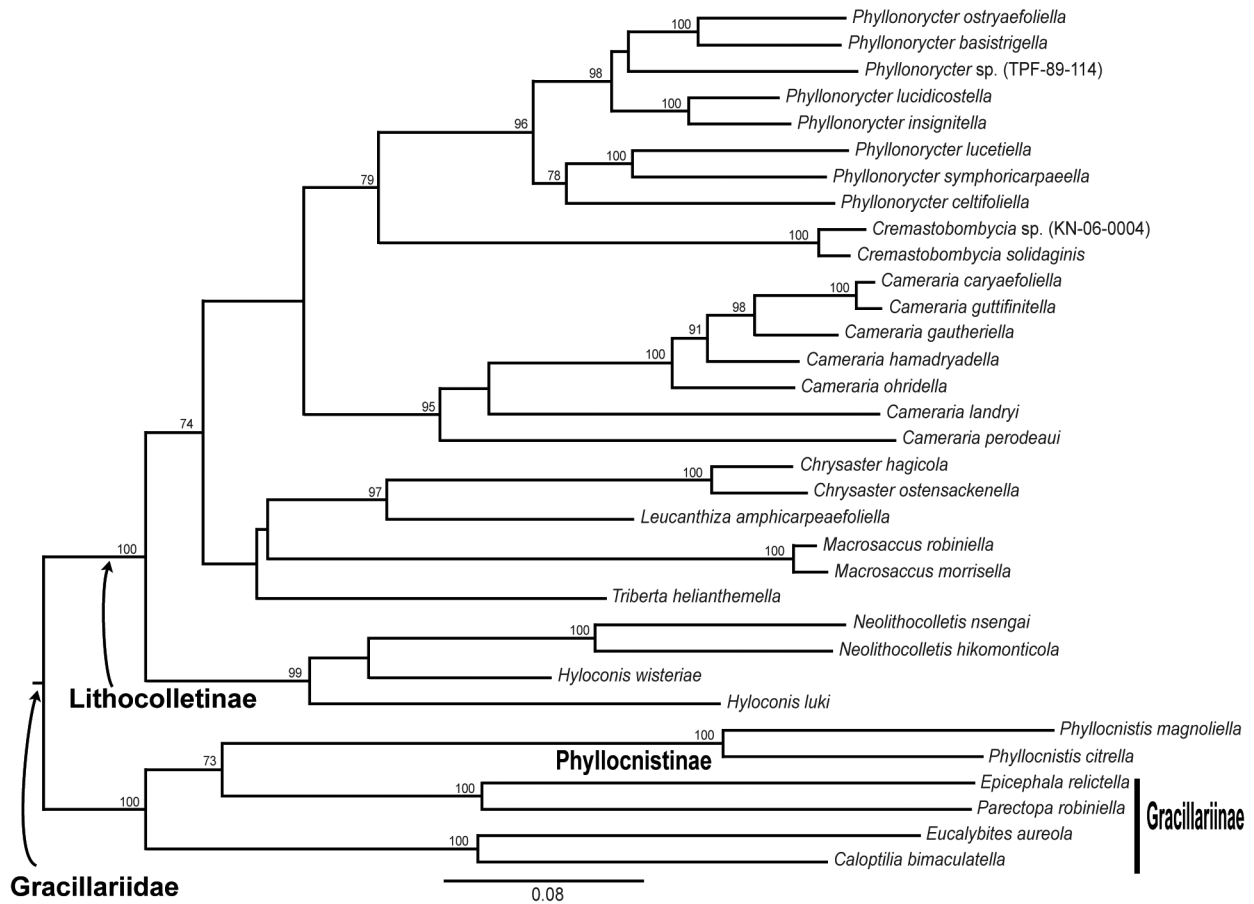 100
Phyllonorycter ostryaefoliella
Phyllonorycter basistrigella
98
Phyllonorycter sp. (TPF-89-114)
100
Phyllonorycter lucidicostella
96
Phyllonorycter insignitella
100
Phyllonorycter lucetiella
79
78
Phyllonorycter symphoricarpaeella
Phyllonorycter celtifoliella
100
Cremastobombycia sp. (KN-06-0004)
Cremastobombycia solidaginis
100
Cameraria caryaefoliella
98
Cameraria guttifinitella
91
Cameraria gautheriella
100
Cameraria hamadryadella
Cameraria ohridella
95
Cameraria landryi
74
Cameraria perodeaui
100
Chrysaster hagicola
97
Chrysaster ostensackenella
Leucanthiza amphicarpeaefoliella
100
Macrosaccus robiniella
100
Macrosaccus morrisella
Triberta helianthemella
100
Neolithocolletis nsengai
Neolithocolletis hikomonticola
99
Hyloconis wisteriae
Lithocolletinae
Hyloconis luki
100
Phyllocnistis magnoliella
73
Phyllocnistinae
Phyllocnistis citrella
100
100
Epicephala relictella
Parectopa robiniella
Gracillariinae
100
Eucalybites aureola
Caloptilia bimaculatella
Gracillariidae
0.08